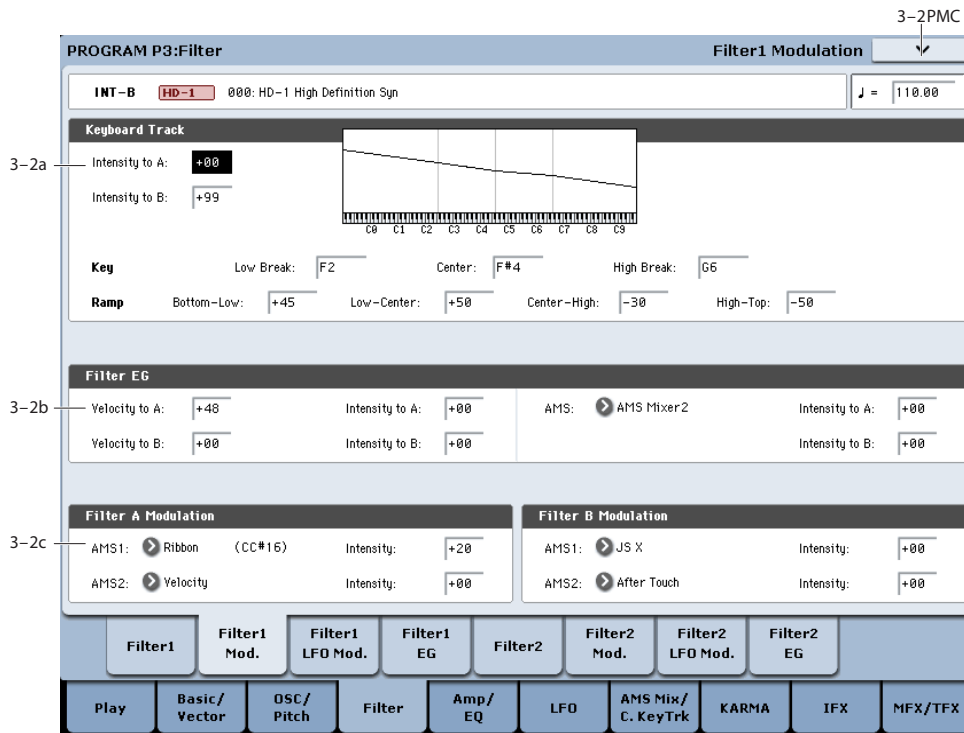 3–2PMC
PROGRAM P3:Filter Filter1 Modulation
INT-B HD-1 000: HD-1 High Definition Syn ♩ = 110.00
Keyboard Track
3–2a Intensity to A: +00
Intensity to B: +99
C0 C1 C2 C3 C4 C5 C6 C7 C8 C9
Key Low Break: F2 Center: F#4 High Break: G6
Ramp Bottom-Low: +45 Low-Center: +50 Center-High: -30 High-Top: -50
Filter EG
3–2b Velocity to A: +48 Intensity to A: +00 AMS: AMS Mixer2 Intensity to A: +00
Velocity to B: +00 Intensity to B: +00 Intensity to B: +00
Filter A Modulation Filter B Modulation
3–2c AMS1: Ribbon (CC#16) Intensity: +20 AMS1: JS X Intensity: +00
AMS2: Velocity Intensity: +00 AMS2: After Touch Intensity: +00
Filter1 Filter1 Mod. Filter1 LFO Mod. Filter1 EG Filter2 Filter2 Mod. Filter2 LFO Mod. Filter2 EG
Play Basic/ Vector OSC/ Pitch Filter Amp/ EQ LFO AMS Mix/ C. KeyTrk KARMA IFX MFX/TFX